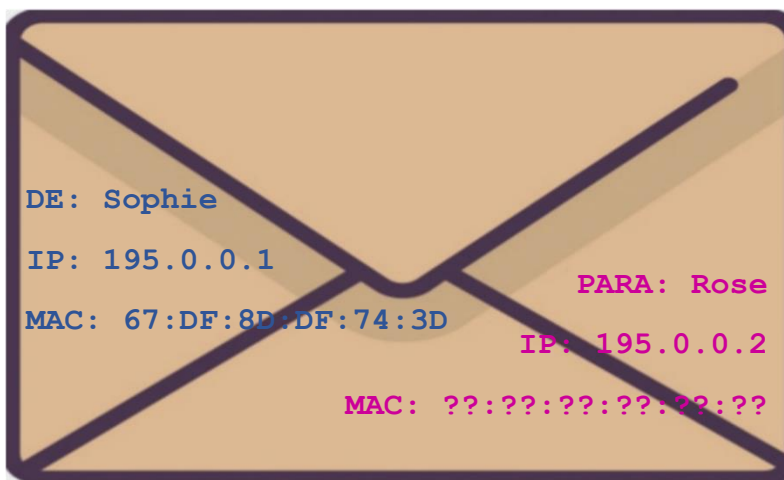 DE: Sophie
IP: 195.0.0.1
MAC: 67:DF:8D:DF:74:3D
PARA: Rose
IP: 195.0.0.2
MAC: ??:??:??:??:??:??